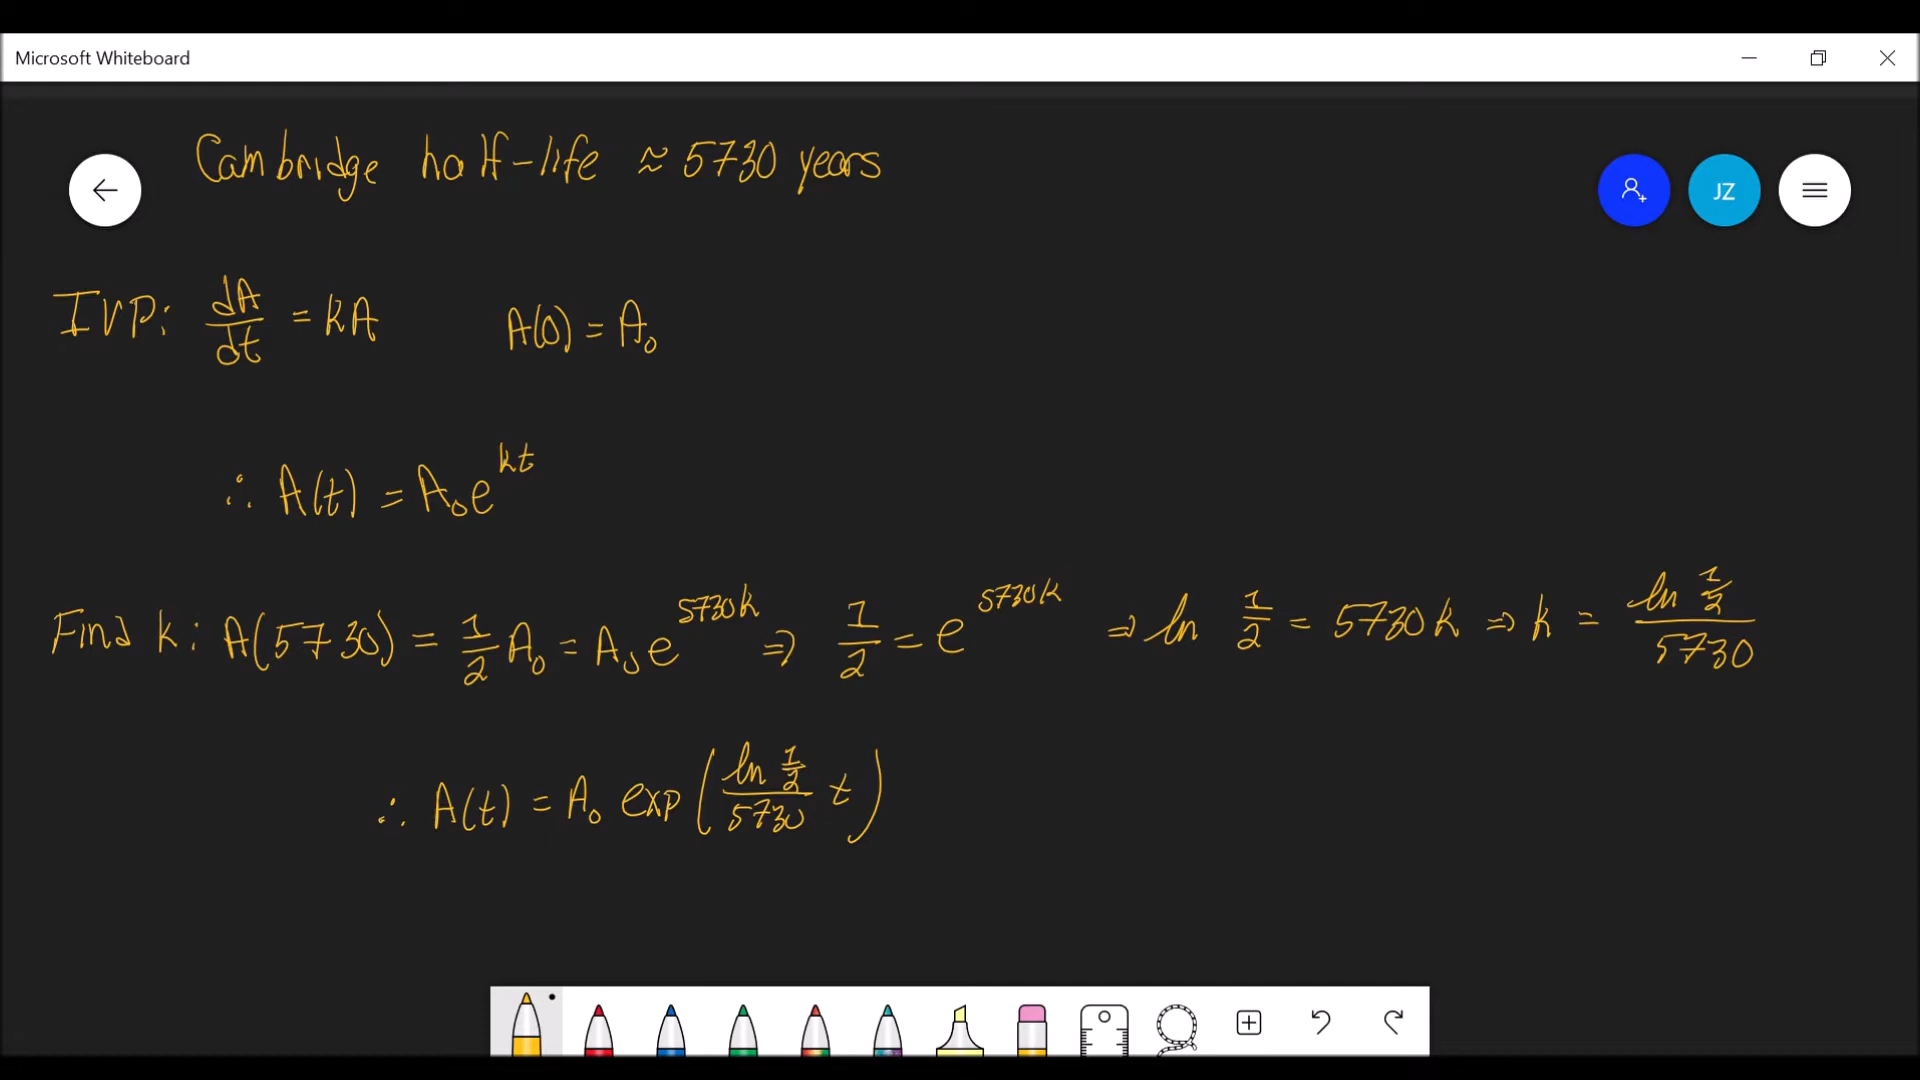 Microsoft Whiteboard
Cambridge half-life ≈ 5730 years
JZ
IVP: dA/dt = kA A(0) = A₀
∴ A(t) = A₀e^kt
Find k: A(5730) = 1/2 A₀ = A₀e^5730k ⇒ 1/2 = e^5730k ⇒ ln 1/2 = 5730k ⇒ k = ln 1/2 / 5730
∴ A(t) = A₀ exp(ln 1/2 / 5730 t)